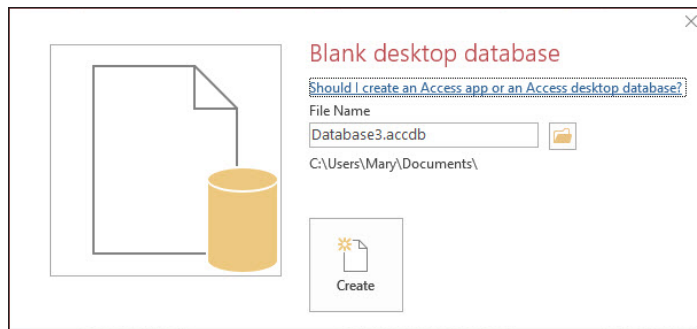 Blank desktop database
Should I create an Access app or an Access desktop database?
File Name
Database3.accdb
C:\Users\Mary\Documents\
Create